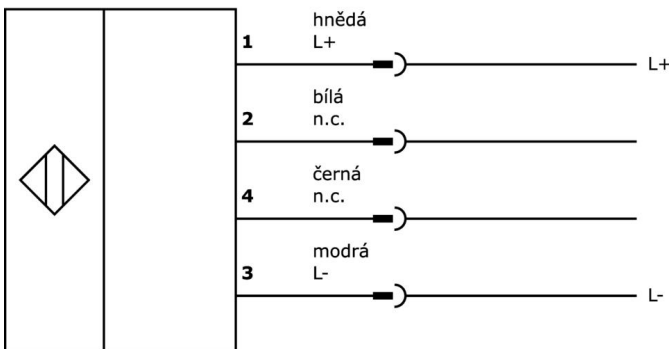 hnědá
1 L+
L+
bílá
2 n.c.
černá
4 n.c.
modrá
3 L-
L-